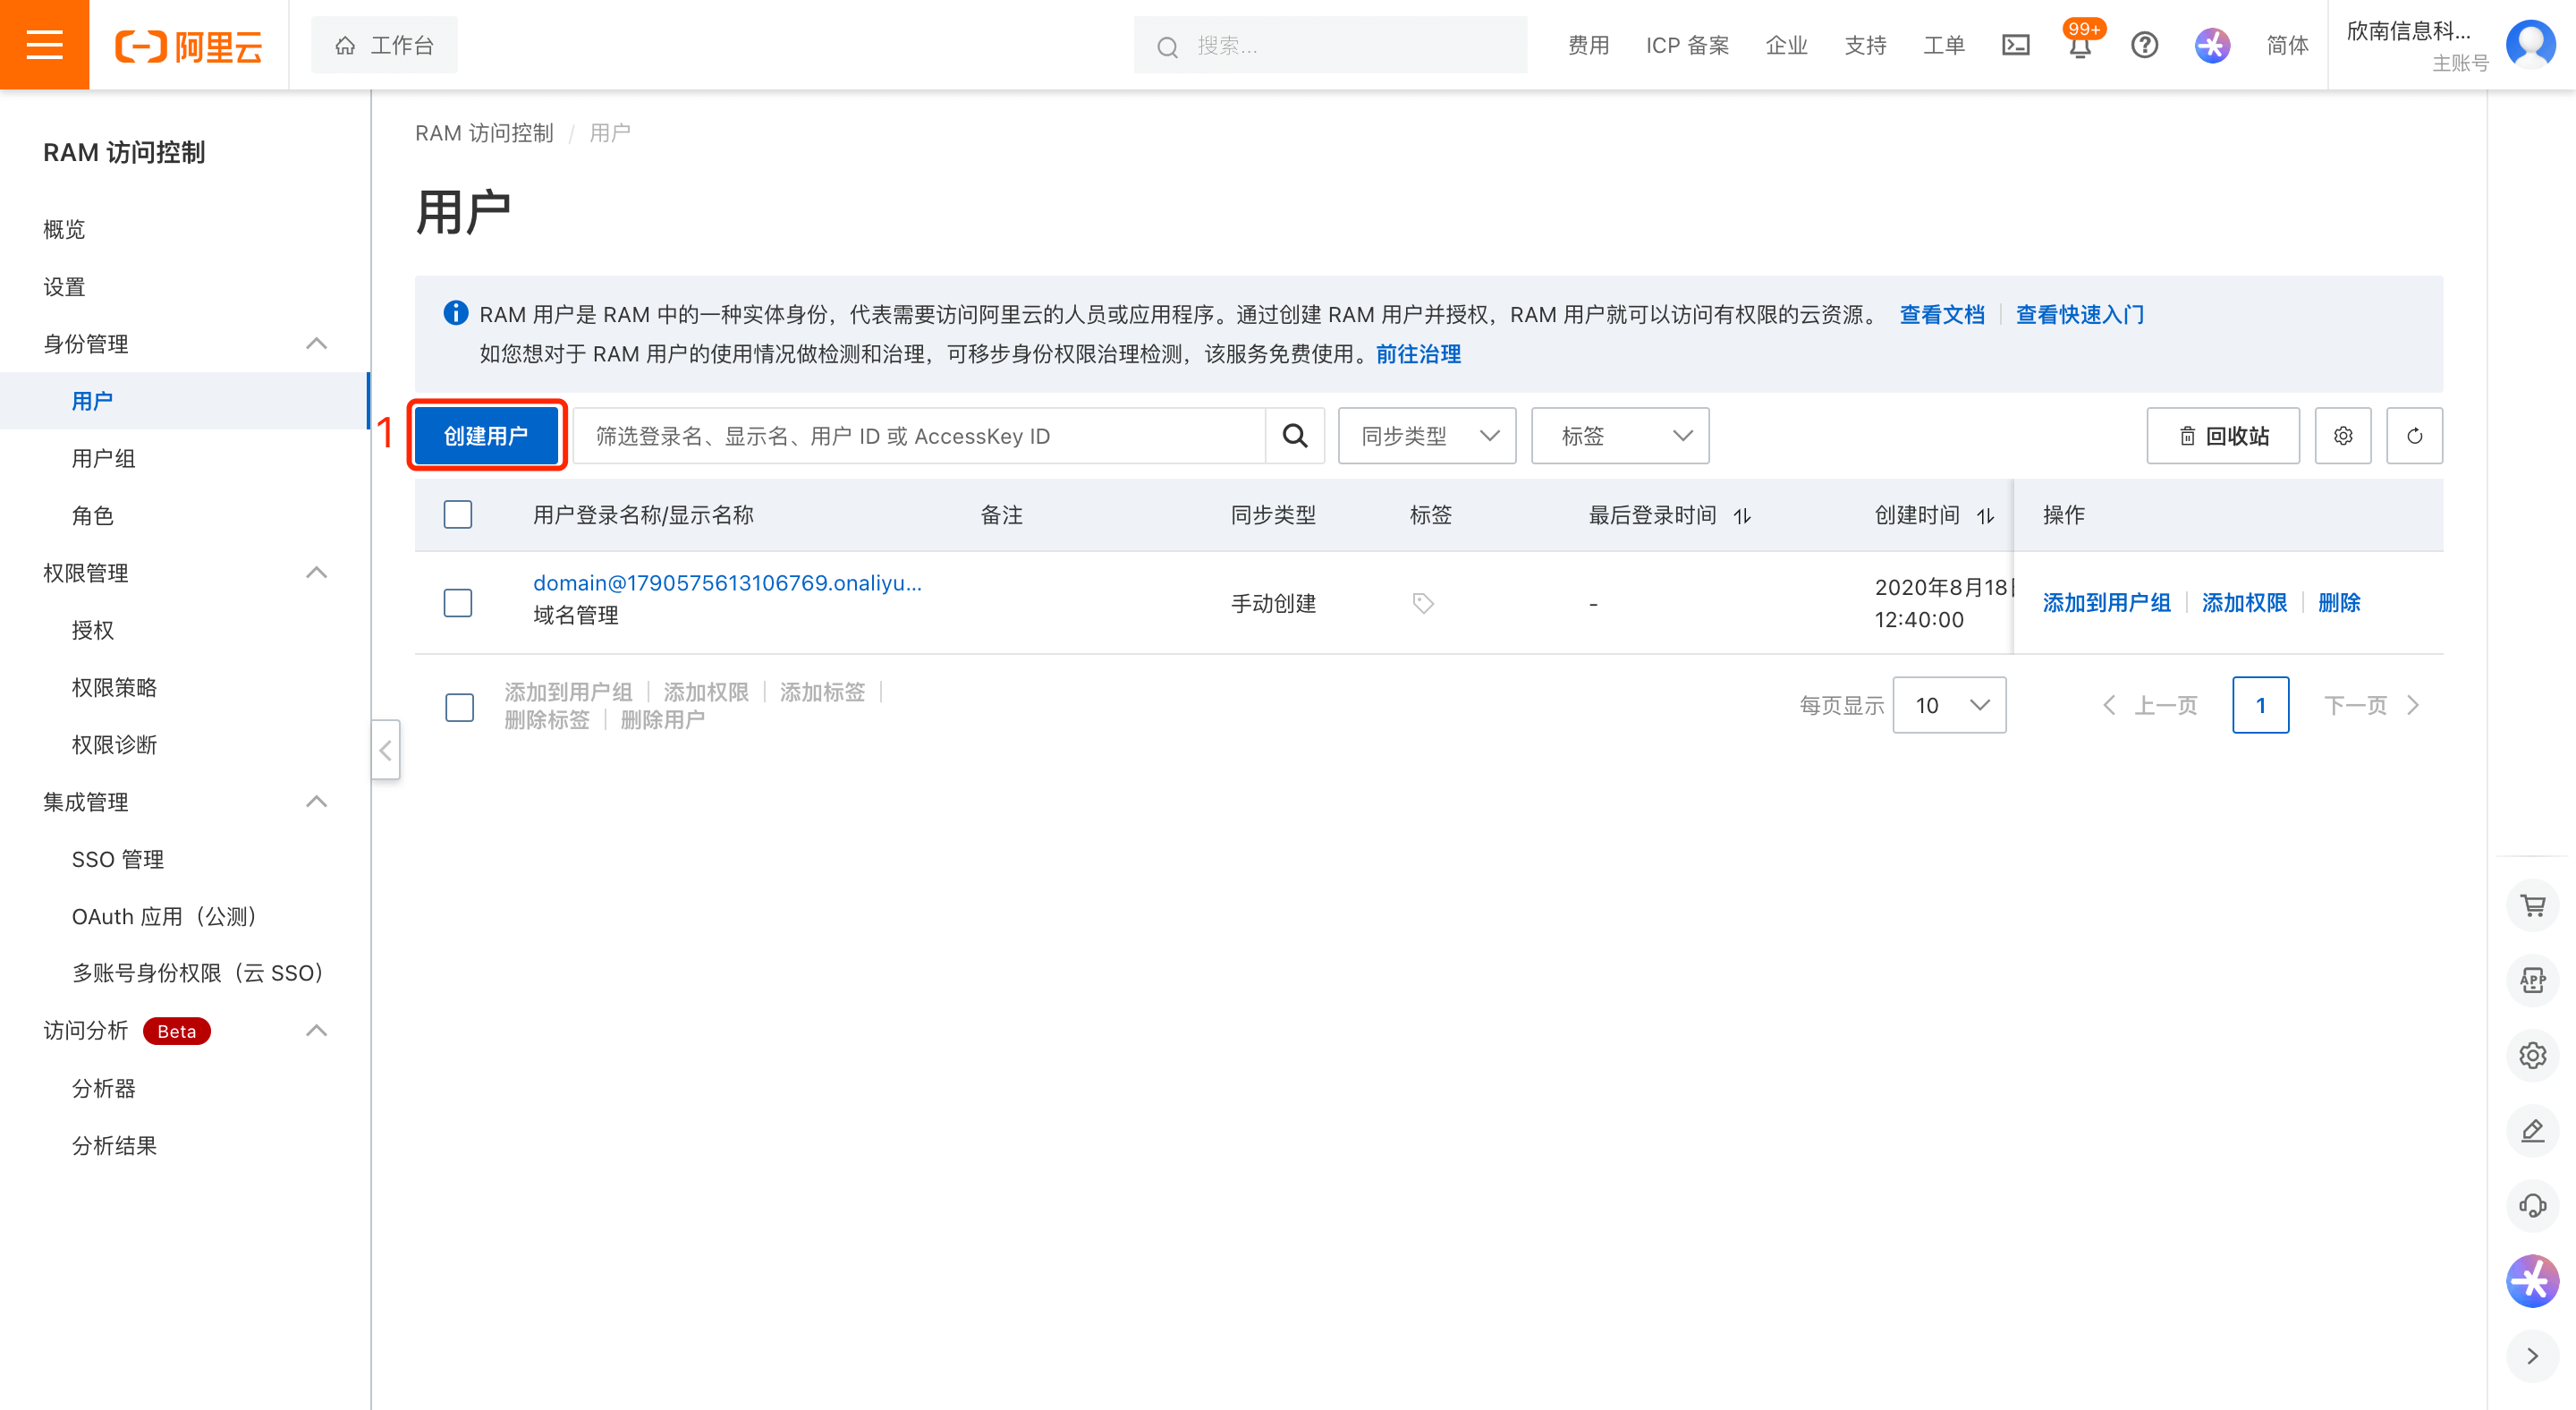 阿里云
工作台
搜索...
费用
ICP 备案
企业
支持
工单
99+
简体
欣南信息科...
主账号
RAM 访问控制
概览
设置
身份管理
用户
用户组
角色
权限管理
授权
权限策略
权限诊断
集成管理
SSO 管理
OAuth 应用（公测）
多账号身份权限（云 SSO）
访问分析 Beta
分析器
分析结果
RAM 访问控制 / 用户
用户
RAM 用户是 RAM 中的一种实体身份，代表需要访问阿里云的人员或应用程序。通过创建 RAM 用户并授权，RAM 用户就可以访问有权限的云资源。 查看文档 查看快速入门
如您想对于 RAM 用户的使用情况做检测和治理，可移步身份权限治理检测，该服务免费使用。前往治理
1
创建用户
筛选登录名、显示名、用户 ID 或 AccessKey ID
同步类型
标签
回收站
用户登录名称/显示名称 备注 同步类型 标签 最后登录时间 创建时间 操作
domain@1790575613106769.onaliyu...
域名管理
手动创建
-
2020年8月18日
12:40:00
添加到用户组 添加权限 删除
添加到用户组 添加权限 添加标签
删除标签 删除用户
每页显示 10 上一页 1 下一页
APP